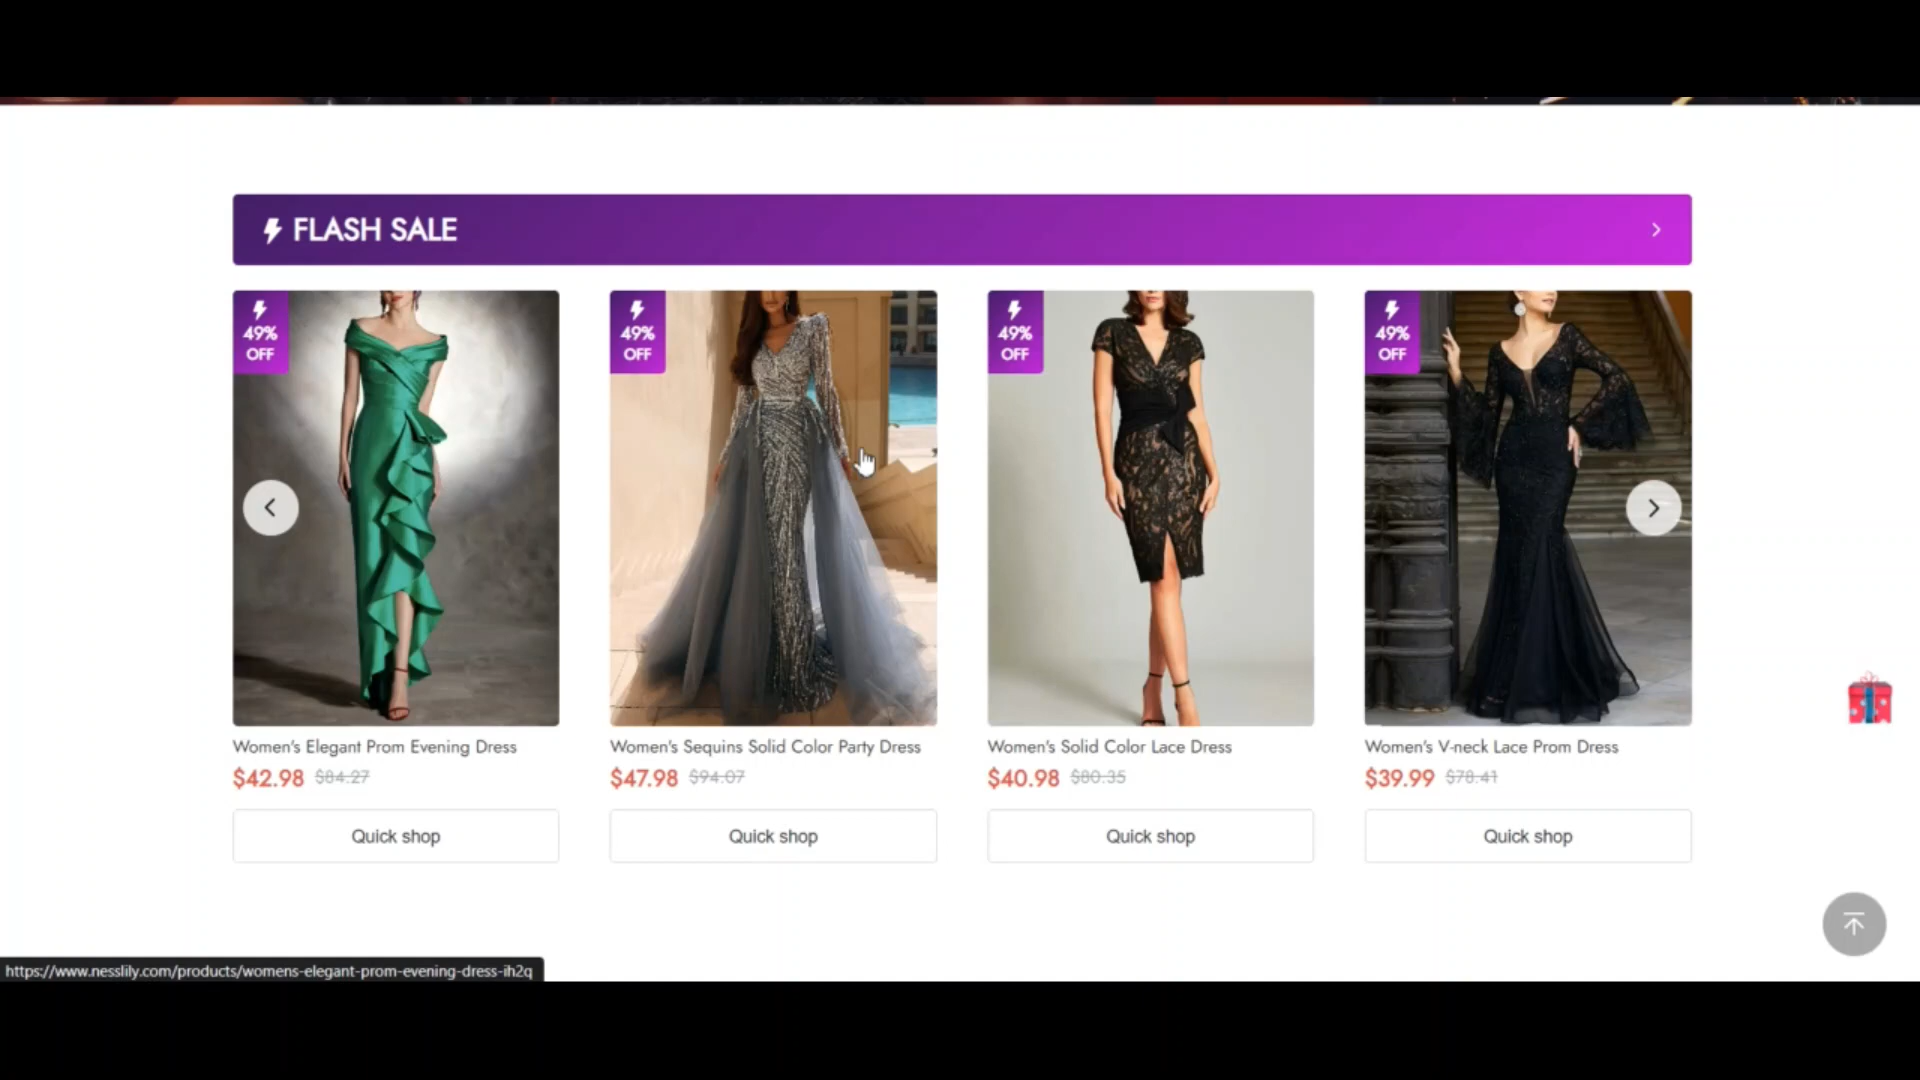 FLASH SALE
49%
OFF
49%
OFF
49%
OFF
49%
OFF
Women's Elegant Prom Evening Dress
$42.98 $84.27
Quick shop
Women's Sequins Solid Color Party Dress
$47.98 $94.07
Quick shop
Women's Solid Color Lace Dress
$40.98 $80.35
Quick shop
Women's V-neck Lace Prom Dress
$39.99 $78.41
Quick shop
https://www.nesslily.com/products/womens-elegant-prom-evening-dress-ih2q